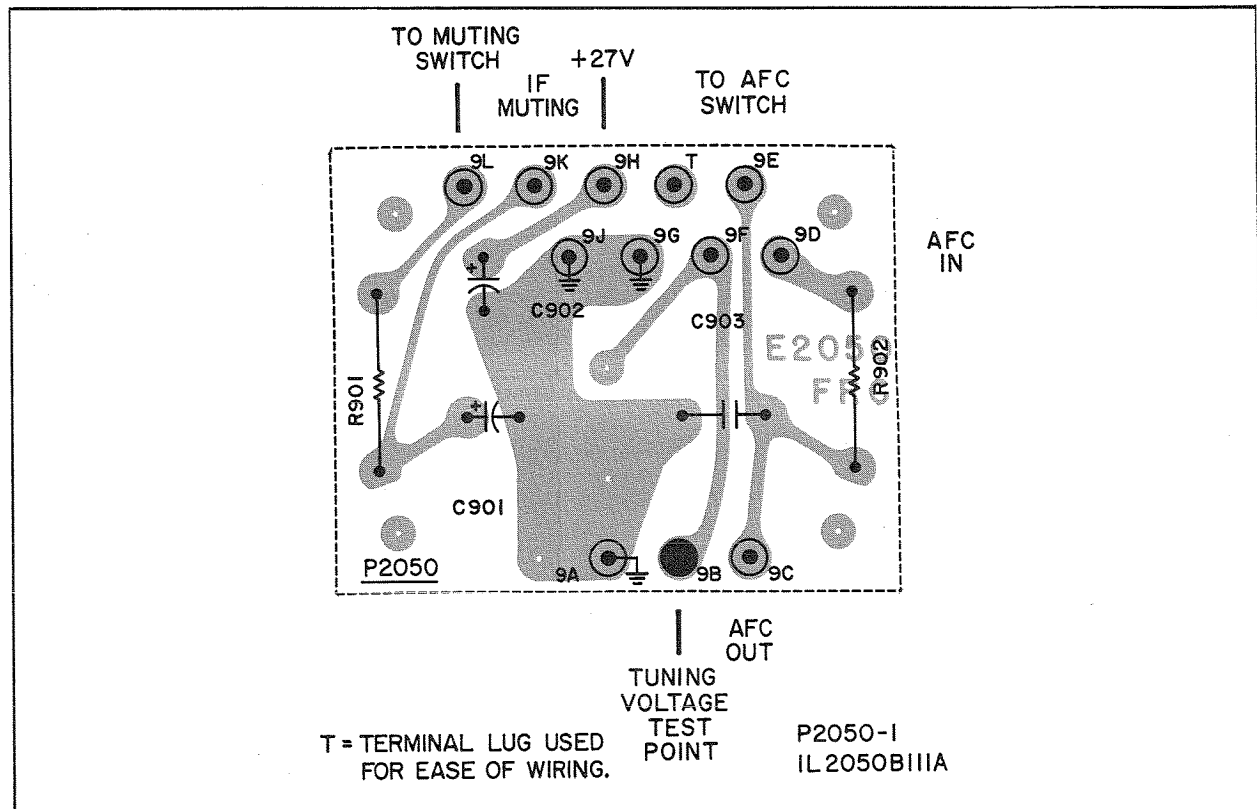 TO MUTING
SWITCH
IF
MUTING
+27V
TO AFC
SWITCH
9L
9K
9H
T
9E
9J
9G
9F
9D
AFC
IN
+
C902
C903
E2050
R901
R902
+
C901
P2050
9A
9B
9C
AFC
OUT
TUNING
VOLTAGE
TEST
POINT
T = TERMINAL LUG USED
FOR EASE OF WIRING.
P2050-1
1L2050B111A